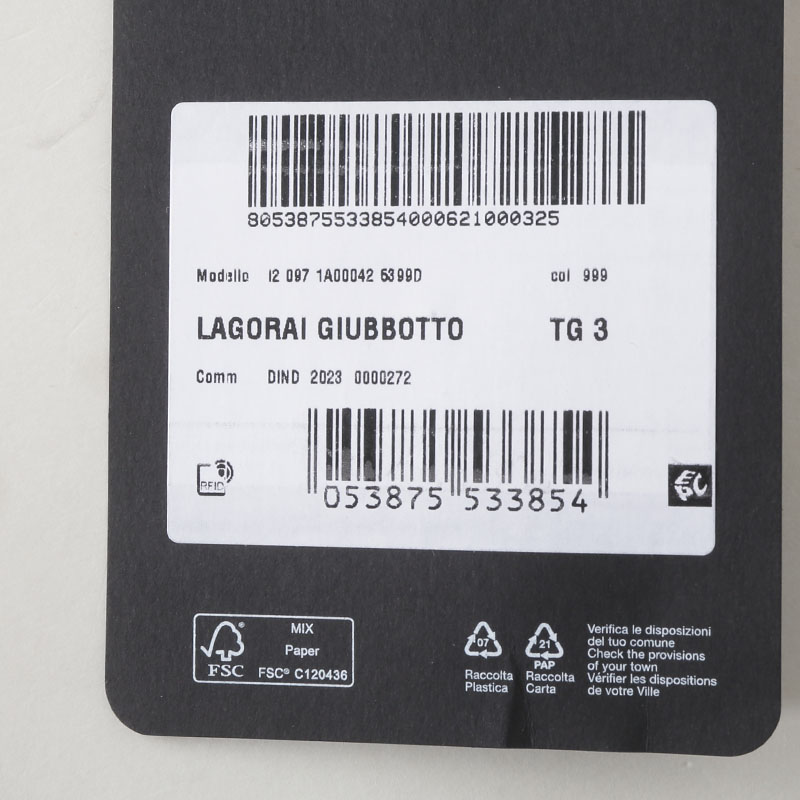 8053875533854000621000325
Modello I2 097 1A00042 5399D col 999
LAGORAI GIUBBOTTO TG 3
Comm DIND 2023 0000272
RFID
053875 533854
EPC
FSC®
MIX
Paper
FSC® C120436
07
Raccolta
Plastica
21
PAP
Raccolta
Carta
Verifica le disposizioni
del tuo comune
Check the provisions
of your town
Vérifier les dispositions
de votre Ville